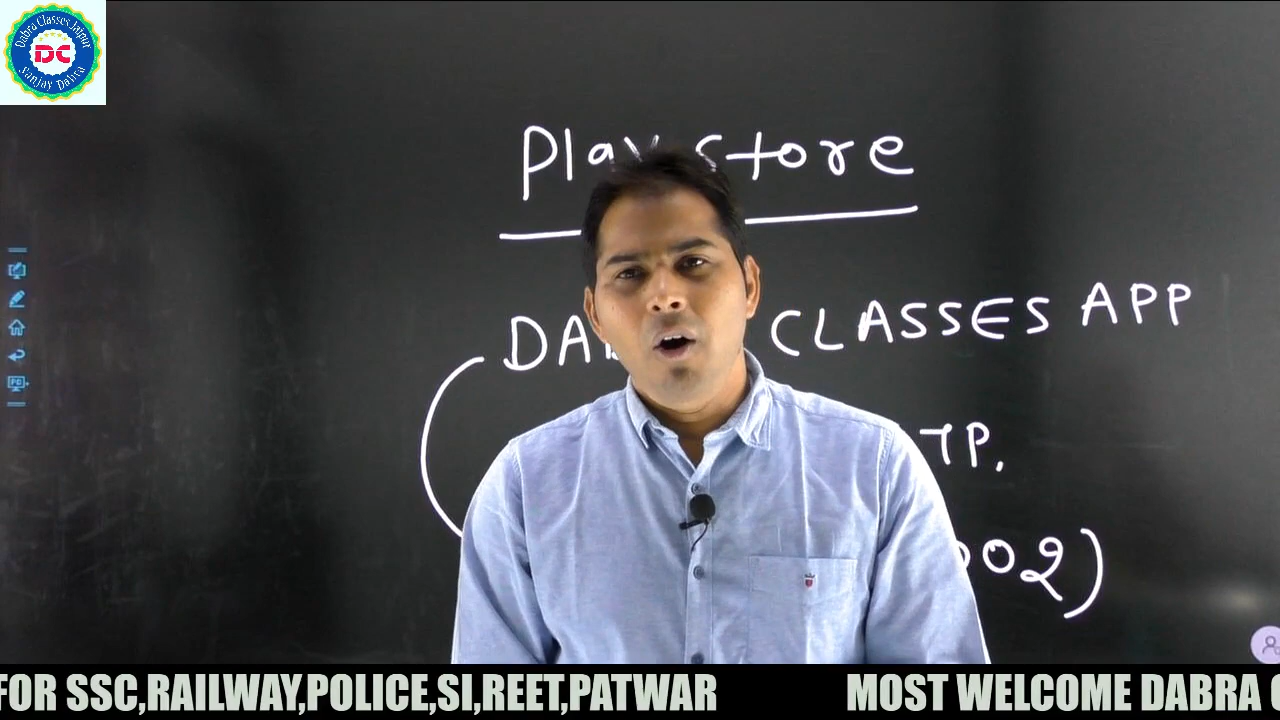 Dabra Classes Jaipur
DC
Sanjay Dabra
Play store
CLASSES APP
TP.
FOR SSC,RAILWAY,POLICE,SI,REET,PATWAR MOST WELCOME DABRA